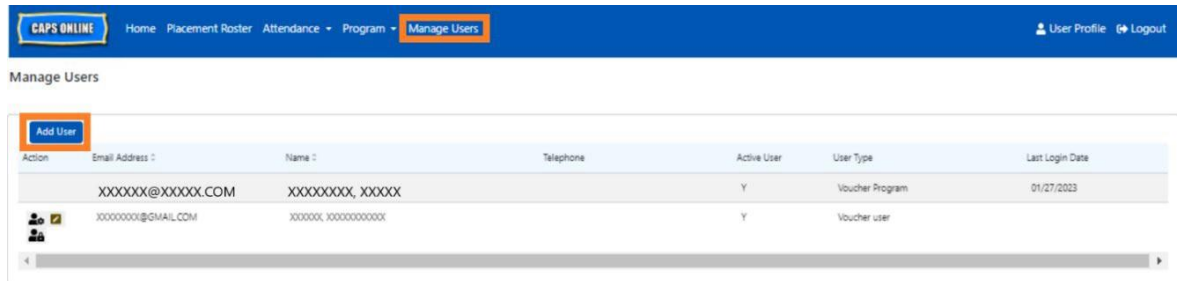 CAPS ONLINE Home Placement Roster Attendance Program Manage Users User Profile Logout
Manage Users
Add User
Action Email Address Name Telephone Active User User Type Last Login Date
XXXXXX@XXXXX.COM XXXXXXXX, XXXXX Y Voucher Program 01/27/2023
XXXXXXXX@GMAIL.COM XXXXXX, XXXXXXXXXXXX Y Voucher user